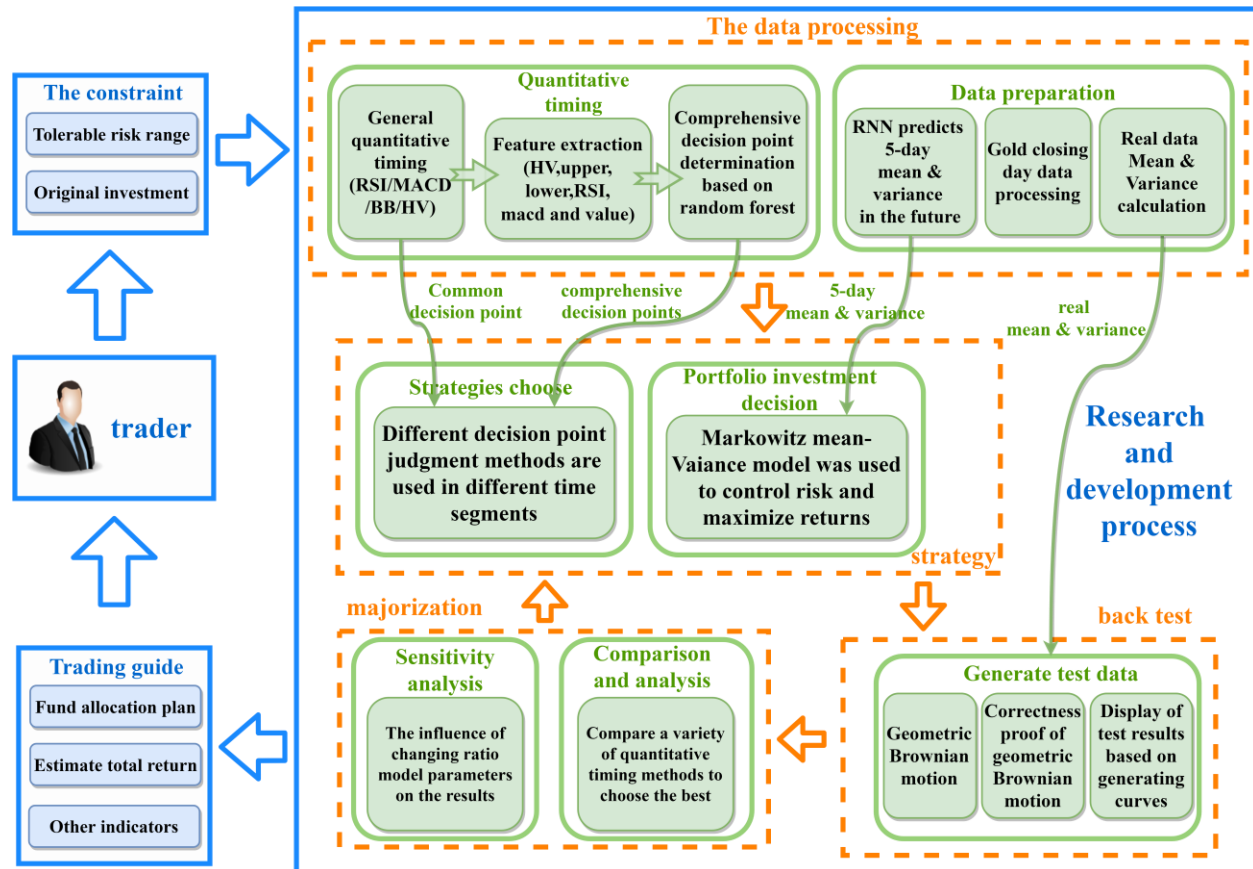 The data processing
The constraint
Tolerable risk range
Original investment
Quantitative
timing
General
quantitative
timing
(RSI/MACD
/BB/HV)
Feature extraction
(HV,upper,
lower,RSI,
macd and value)
Comprehensive
decision point
determination
based on
random forest
Data preparation
RNN predicts
5-day
mean &
variance
in the future
Gold closing
day data
processing
Real data
Mean &
Variance
calculation
Common
decision point
comprehensive
decision points
5-day
mean & variance
real
mean & variance
trader
Strategies choose
Different decision point
judgment methods are
used in different time
segments
Portfolio investment
decision
Markowitz mean-
Vaiance model was used
to control risk and
maximize returns
strategy
Research
and
development
process
majorization
back test
Trading guide
Fund allocation plan
Estimate total return
Other indicators
Sensitivity
analysis
The influence of
changing ratio
model parameters
on the results
Comparison
and analysis
Compare a variety
of quantitative
timing methods to
choose the best
Generate test data
Geometric
Brownian
motion
Correctness
proof of
geometric
Brownian
motion
Display of
test results
based on
generating
curves